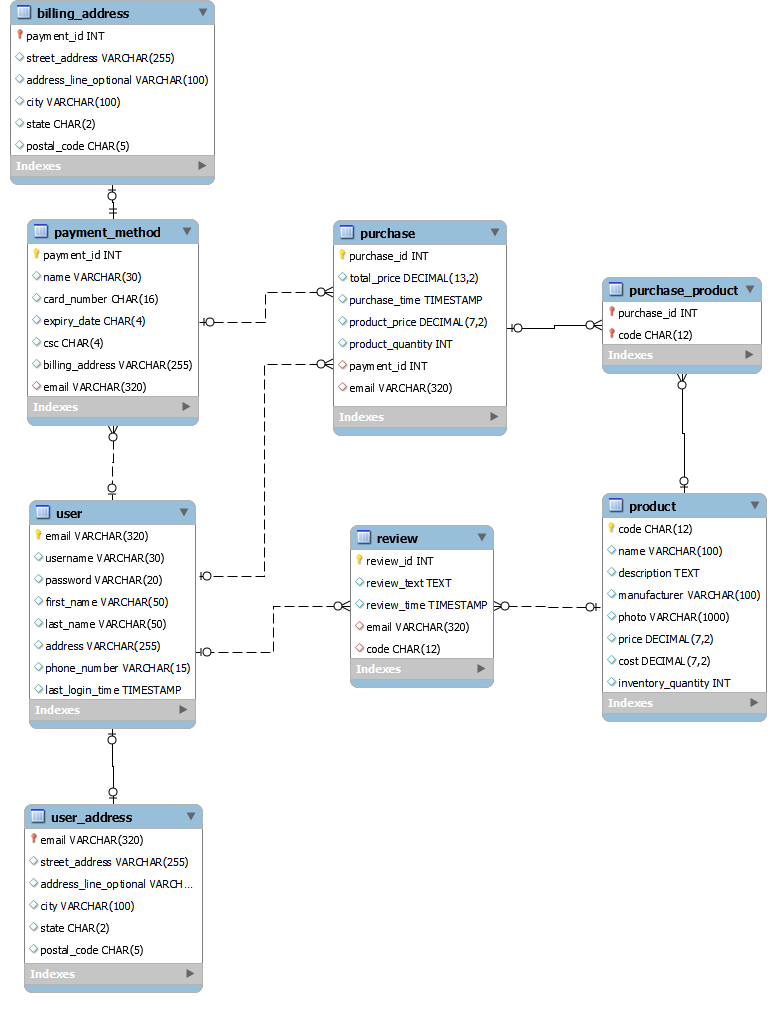 billing_address
payment_id INT
street_address VARCHAR(255)
address_line_optional VARCHAR(100)
city VARCHAR(100)
state CHAR(2)
postal_code CHAR(5)
Indexes
payment_method
payment_id INT
name VARCHAR(30)
card_number CHAR(16)
expiry_date CHAR(4)
csc CHAR(4)
billing_address VARCHAR(255)
email VARCHAR(320)
Indexes
purchase
purchase_id INT
total_price DECIMAL(13,2)
purchase_time TIMESTAMP
product_price DECIMAL(7,2)
product_quantity INT
payment_id INT
email VARCHAR(320)
Indexes
purchase_product
purchase_id INT
code CHAR(12)
Indexes
user
email VARCHAR(320)
username VARCHAR(30)
password VARCHAR(20)
first_name VARCHAR(50)
last_name VARCHAR(50)
address VARCHAR(255)
phone_number VARCHAR(15)
last_login_time TIMESTAMP
Indexes
review
review_id INT
review_text TEXT
review_time TIMESTAMP
email VARCHAR(320)
code CHAR(12)
Indexes
product
code CHAR(12)
name VARCHAR(100)
description TEXT
manufacturer VARCHAR(100)
photo VARCHAR(1000)
price DECIMAL(7,2)
cost DECIMAL(7,2)
inventory_quantity INT
Indexes
user_address
email VARCHAR(320)
street_address VARCHAR(255)
address_line_optional VARCH...
city VARCHAR(100)
state CHAR(2)
postal_code CHAR(5)
Indexes